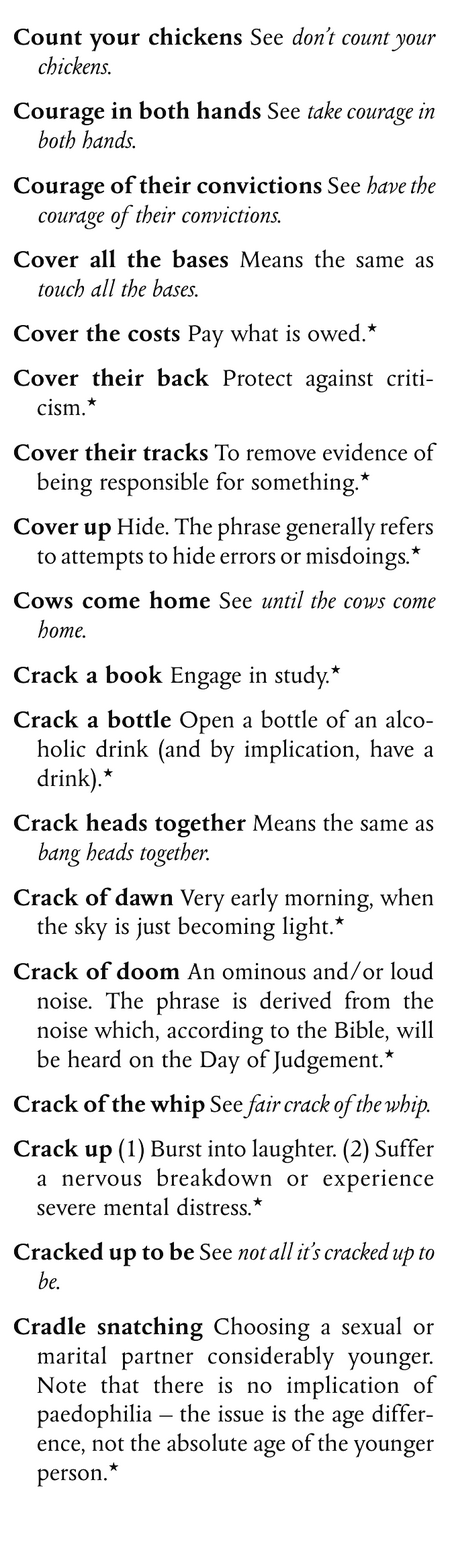 Count your chickens See don't count your
chickens.
Courage in both hands See take courage in
both hands.
Courage of their convictions See have the
courage of their convictions.
Cover all the bases Means the same as
touch all the bases.
Cover the costs Pay what is owed.★
Cover their back Protect against criti-
cism.★
Cover their tracks To remove evidence of
being responsible for something.★
Cover up Hide. The phrase generally refers
to attempts to hide errors or misdoings.★
Cows come home See until the cows come
home.
Crack a book Engage in study.★
Crack a bottle Open a bottle of an alco-
holic drink (and by implication, have a
drink).★
Crack heads together Means the same as
bang heads together.
Crack of dawn Very early morning, when
the sky is just becoming light.★
Crack of doom An ominous and/or loud
noise. The phrase is derived from the
noise which, according to the Bible, will
be heard on the Day of Judgement.★
Crack of the whip See fair crack of the whip.
Crack up (1) Burst into laughter. (2) Suffer
a nervous breakdown or experience
severe mental distress.★
Cracked up to be See not all it's cracked up to
be.
Cradle snatching Choosing a sexual or
marital partner considerably younger.
Note that there is no implication of
paedophilia – the issue is the age differ-
ence, not the absolute age of the younger
person.★